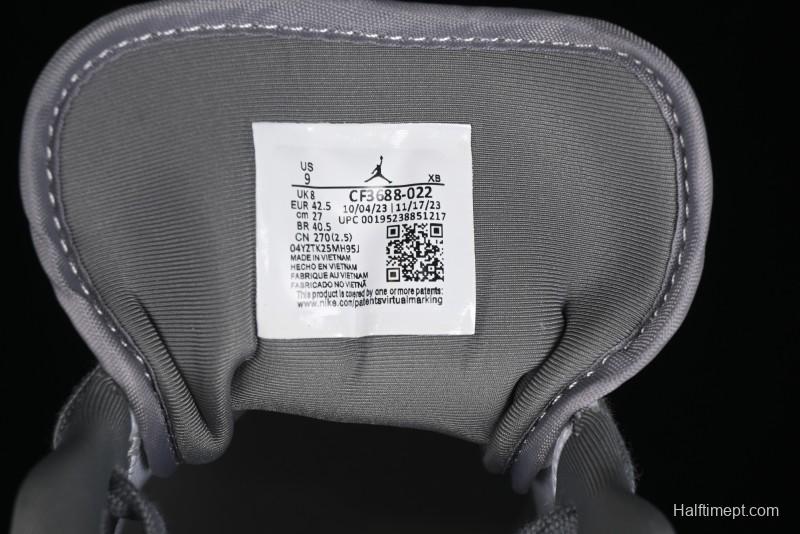 US
9
XB
UK 8
CF3688-022
EUR 42.5
10/04/23 | 11/17/23
cm 27
UPC 00195238851217
BR 40.5
CN 270(2.5)
04YZTK25MH95J
MADE IN VIETNAM
HECHO EN VIETNAM
FABRIQUE AU VIETNAM
FABRICADO NO VIETNÃ
This product is covered by one or more patents:
www.nike.com/patentsvirtualmarking
Halftimept.com